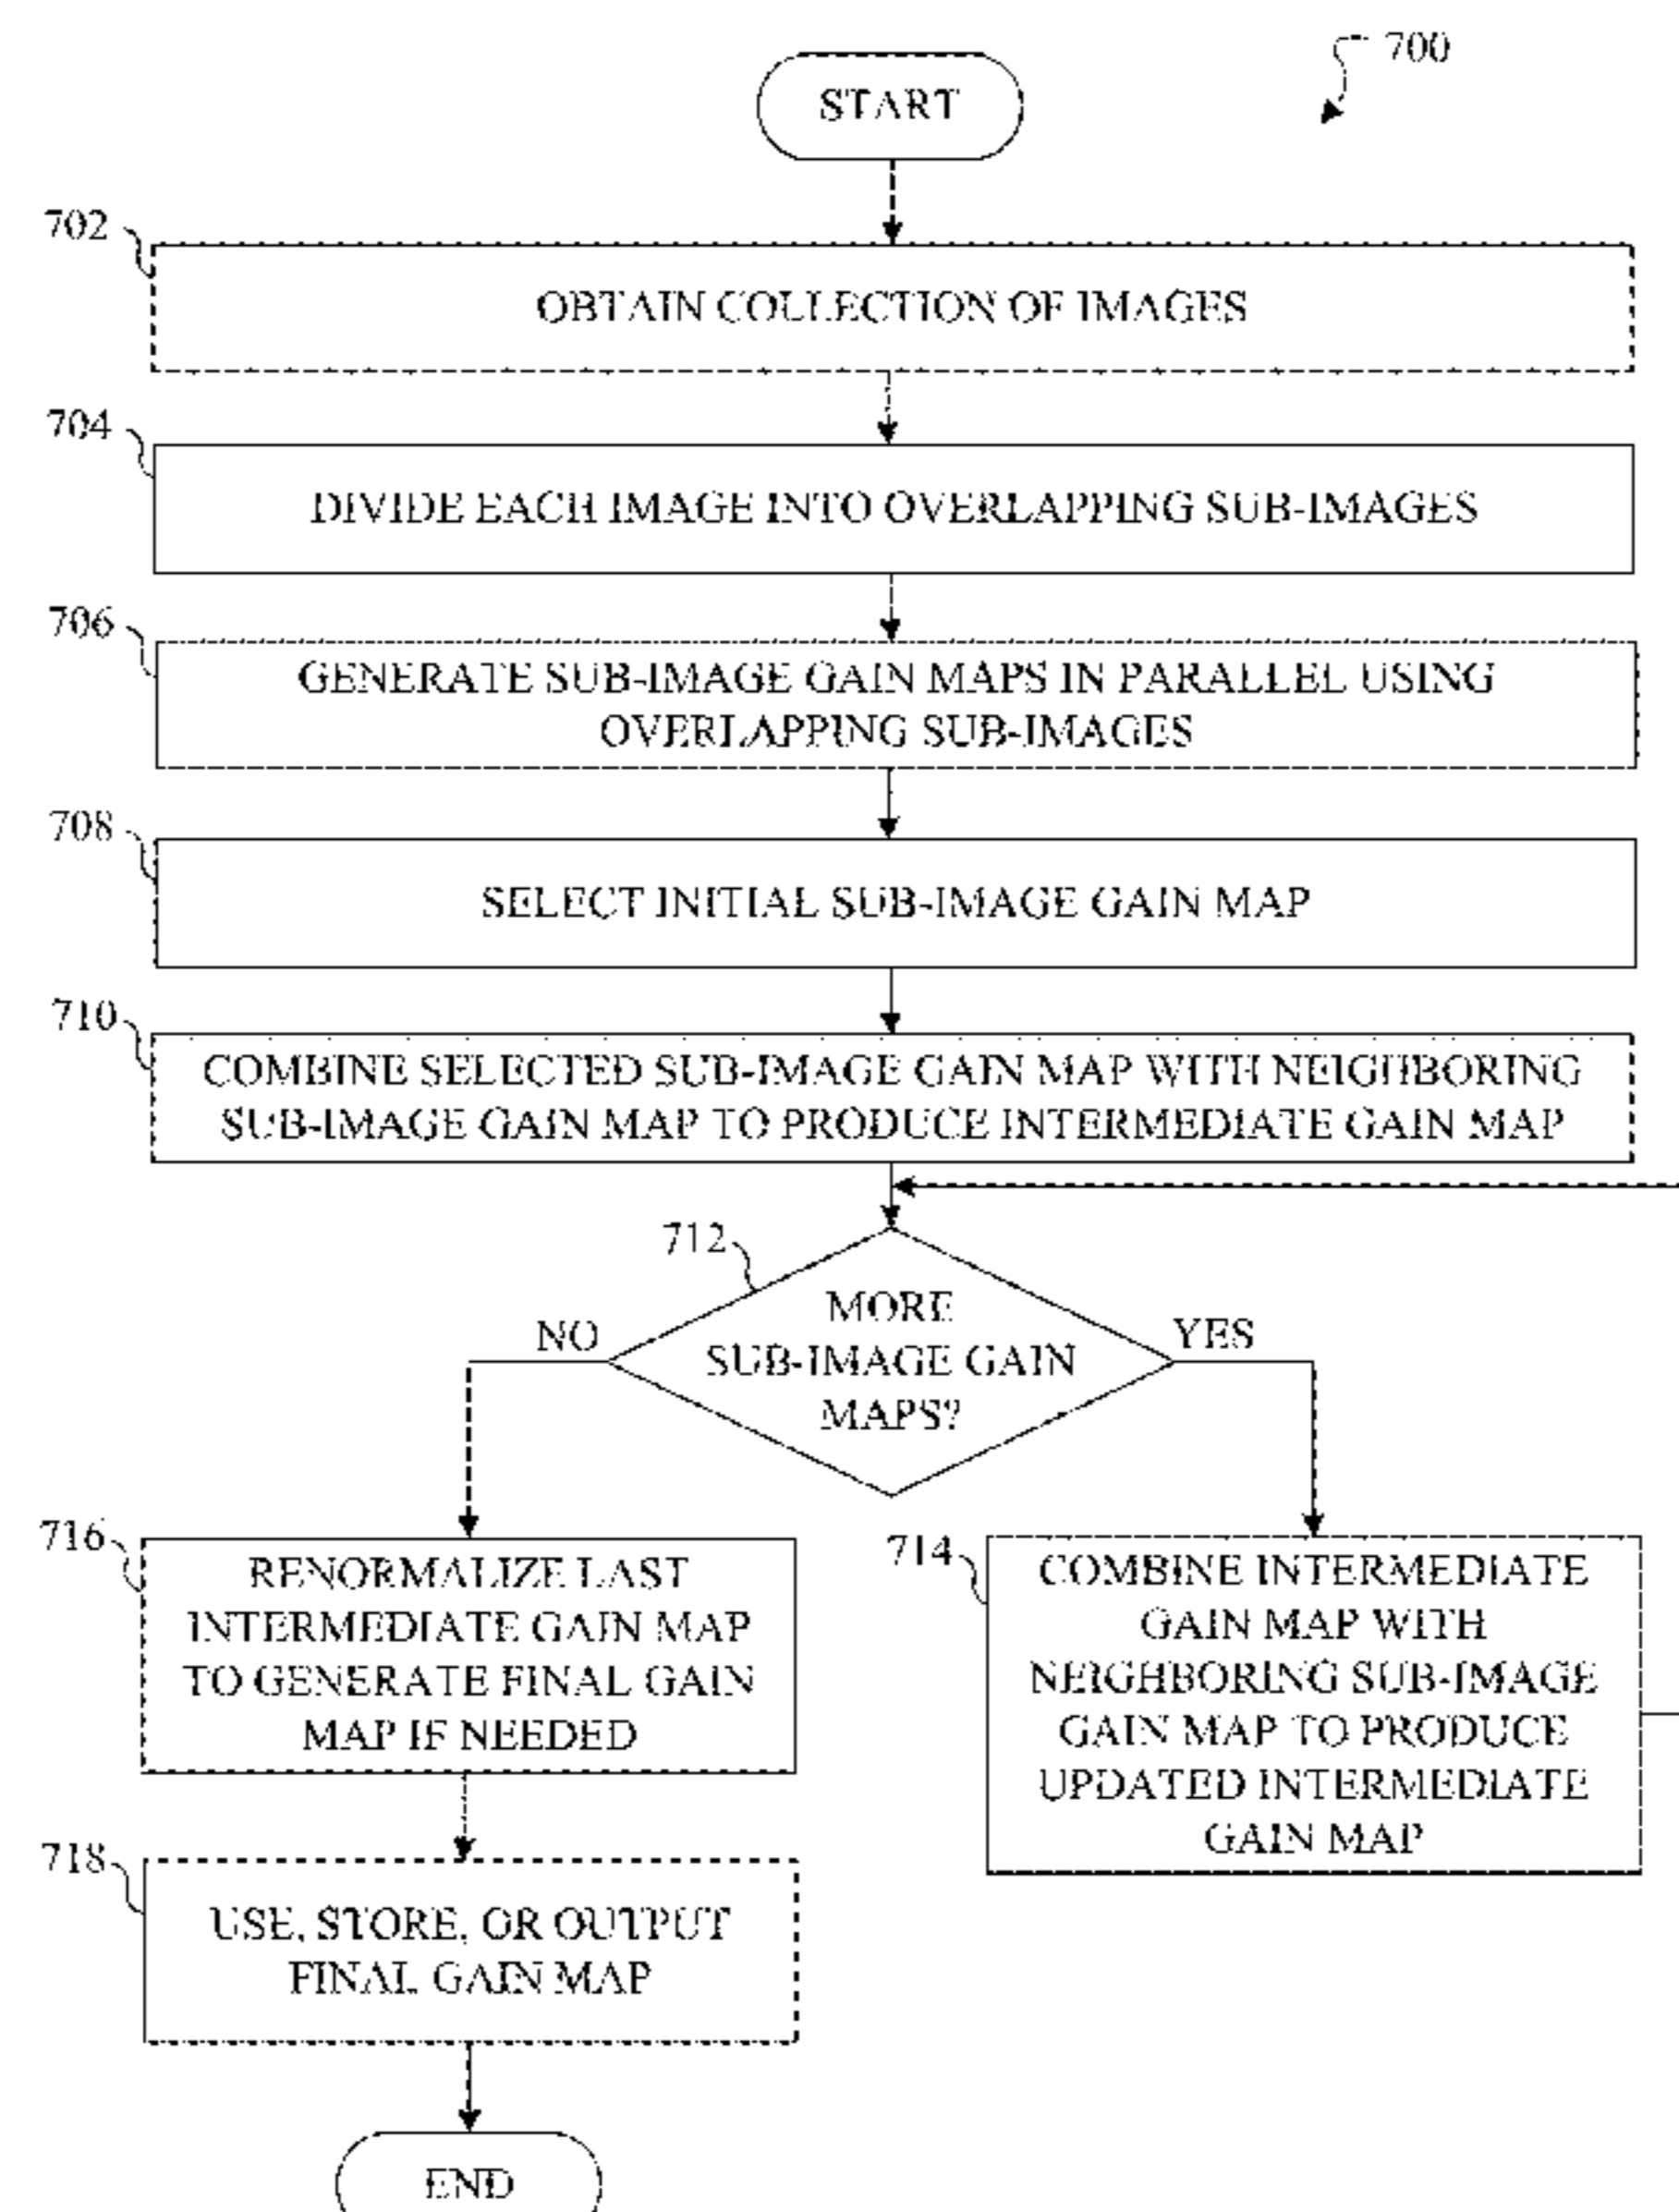 700
START
702
OBTAIN COLLECTION OF IMAGES
704
DIVIDE EACH IMAGE INTO OVERLAPPING SUB-IMAGES
706
GENERATE SUB-IMAGE GAIN MAPS IN PARALLEL USING
OVERLAPPING SUB-IMAGES
708
SELECT INITIAL SUB-IMAGE GAIN MAP
710
COMBINE SELECTED SUB-IMAGE GAIN MAP WITH NEIGHBORING
SUB-IMAGE GAIN MAP TO PRODUCE INTERMEDIATE GAIN MAP
712
MORE
SUB-IMAGE GAIN
MAPS?
NO
YES
716
RENORMALIZE LAST
INTERMEDIATE GAIN MAP
TO GENERATE FINAL GAIN
MAP IF NEEDED
714
COMBINE INTERMEDIATE
GAIN MAP WITH
NEIGHBORING SUB-IMAGE
GAIN MAP TO PRODUCE
UPDATED INTERMEDIATE
GAIN MAP
718
USE, STORE, OR OUTPUT
FINAL GAIN MAP
END